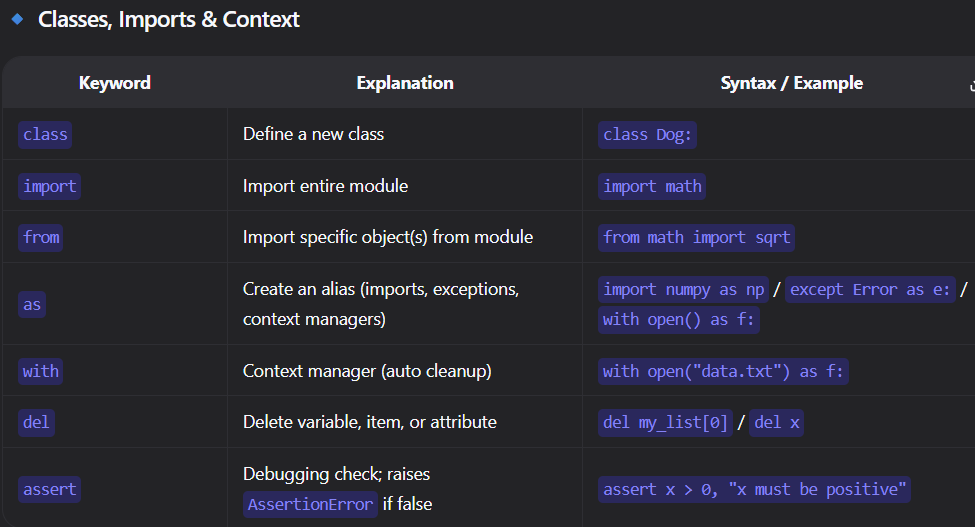 Classes, Imports & Context
Keyword Explanation Syntax / Example
class Define a new class class Dog:
import Import entire module import math
from Import specific object(s) from module from math import sqrt
as Create an alias (imports, exceptions, context managers) import numpy as np / except Error as e: / with open() as f:
with Context manager (auto cleanup) with open("data.txt") as f:
del Delete variable, item, or attribute del my_list[0] / del x
assert Debugging check; raises AssertionError if false assert x > 0, "x must be positive"